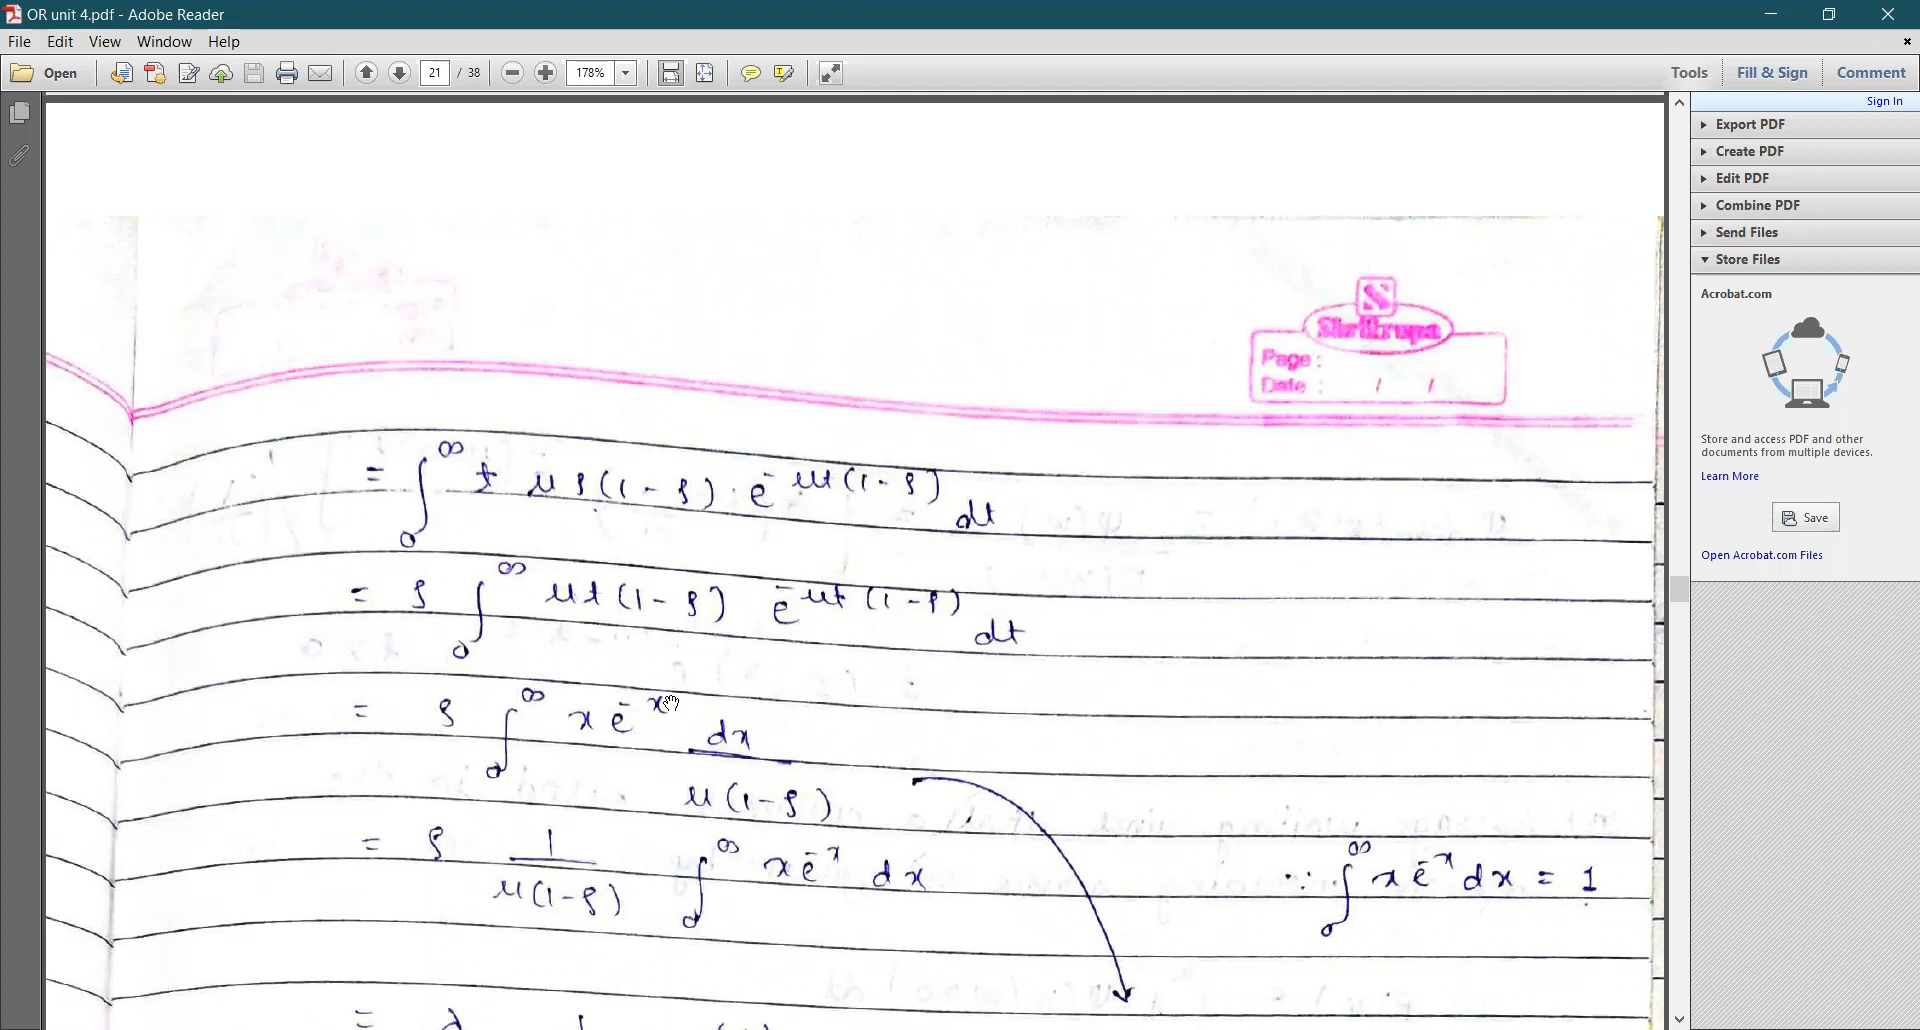 OR unit 4.pdf - Adobe Reader
File Edit View Window Help
Open 21 / 38 178% Tools Fill & Sign Comment
Sign In
Export PDF
Create PDF
Edit PDF
Combine PDF
Send Files
Store Files
Acrobat.com
Store and access PDF and other
documents from multiple devices.
Learn More
Save
Open Acrobat.com Files
Shrikrupa
Page :
Date : / /
= ∫₀^∞ t μρ(1-ρ) · e^-μt(1-ρ) dt
= ρ ∫₀^∞ μt(1-ρ) e^-μt(1-ρ) dt
= ρ ∫₀^∞ x e^-x dx / μ(1-ρ)
= ρ 1/μ(1-ρ) ∫₀^∞ x e^-x dx ∵ ∫₀^∞ x e^-x dx = 1